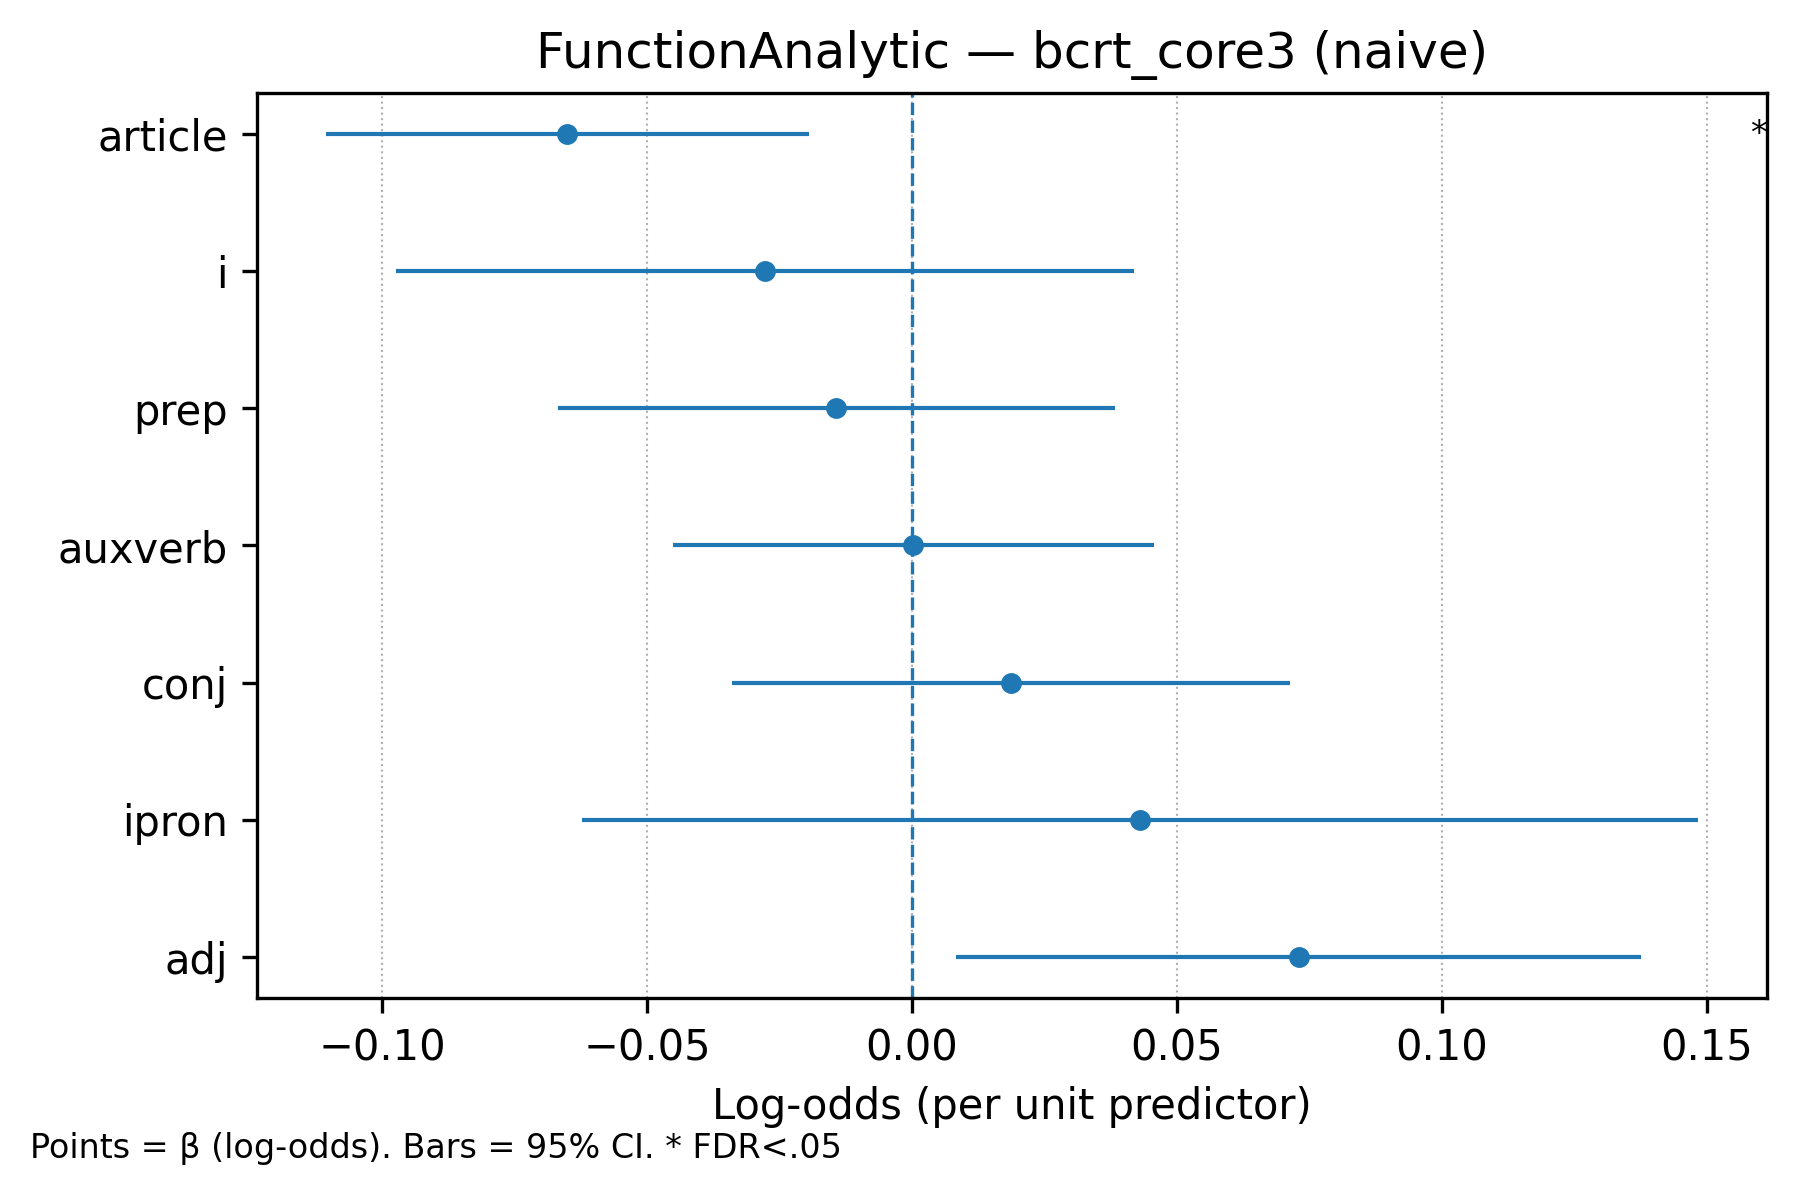 FunctionAnalytic — bcrt_core3 (naive)
article
*
i
prep
auxverb
conj
ipron
adj
−0.10 −0.05 0.00 0.05 0.10 0.15
Log-odds (per unit predictor)
Points = β (log-odds). Bars = 95% CI. * FDR<.05